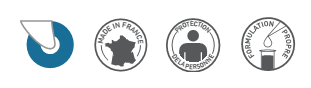 MADE IN FRANCE
PROTECTION
DE LA PERSONNE
FORMULATION PROPRE